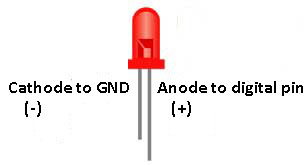 Cathode to GND
(-)
Anode to digital pin
(+)